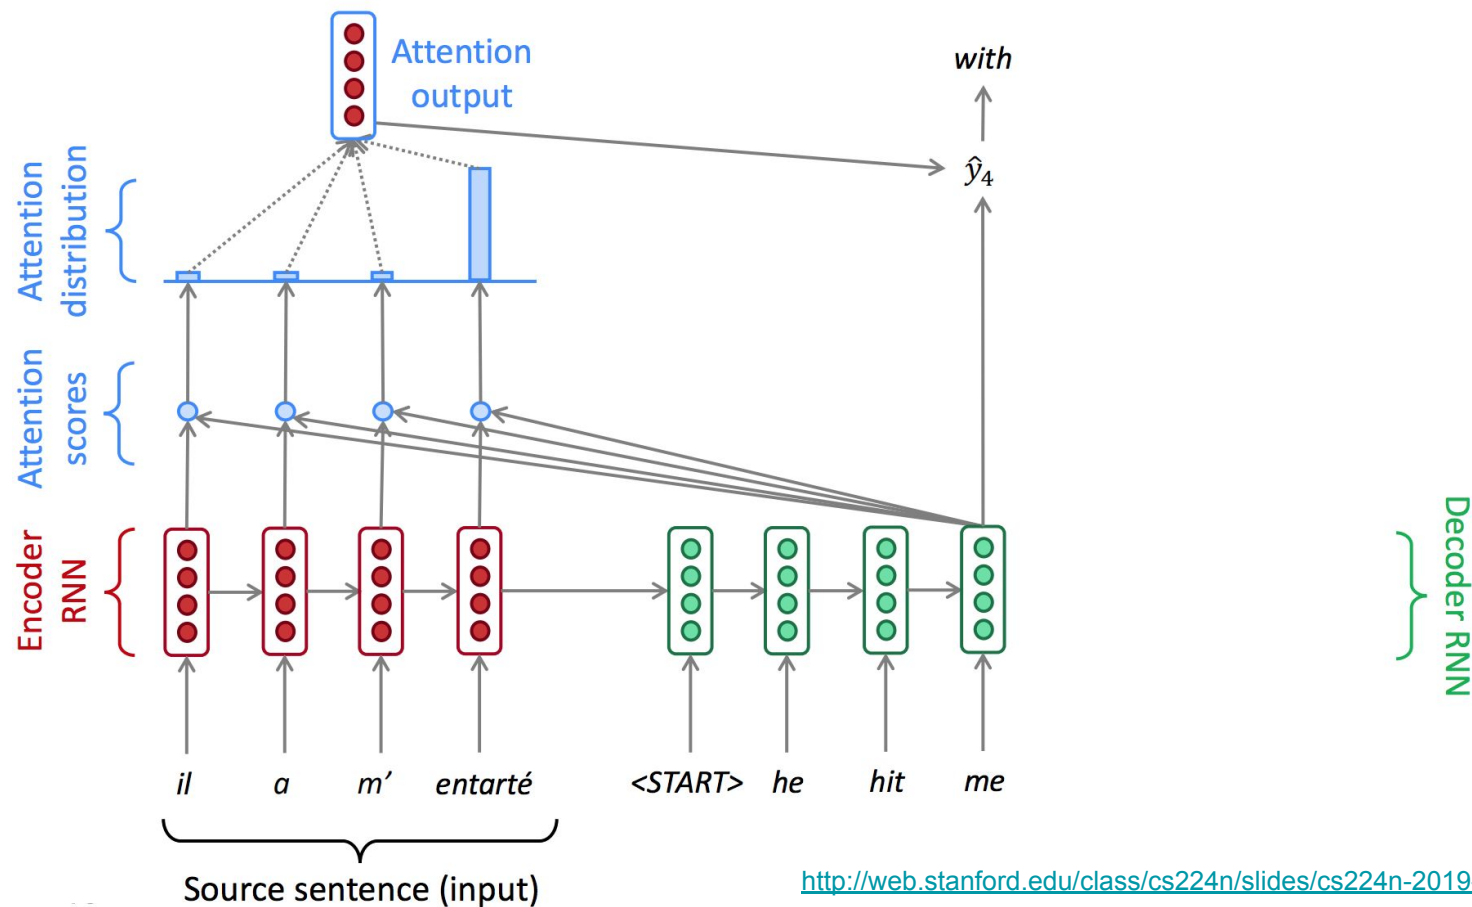 Attention
output
with
ŷ4
Attention
distribution
Attention
scores
Encoder
RNN
Decoder RNN
il a m’ entarté <START> he hit me
Source sentence (input)
http://web.stanford.edu/class/cs224n/slides/cs224n-2019